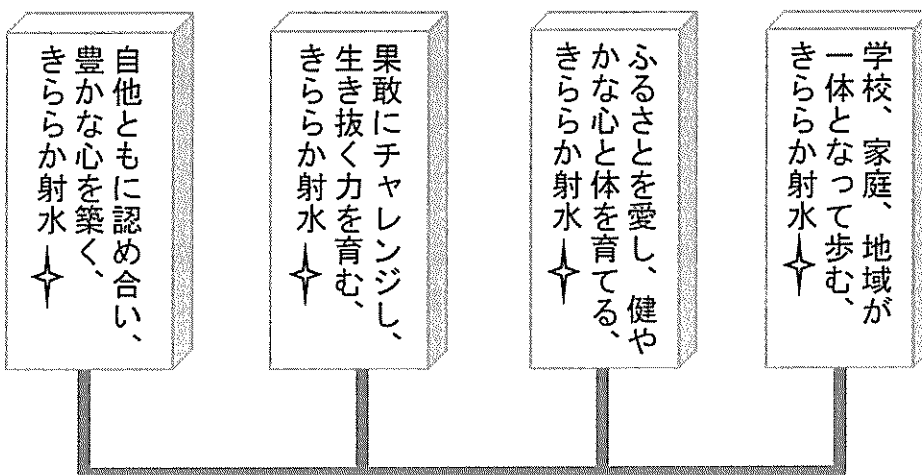 学校、家庭、地域が
一体となって歩む、
きららか射水
ふるさとを愛し、健や
かな心と体を育てる、
きららか射水
果敢にチャレンジし、
生き抜く力を育む、
きららか射水
自他ともに認め合い、
豊かな心を築く、
きららか射水